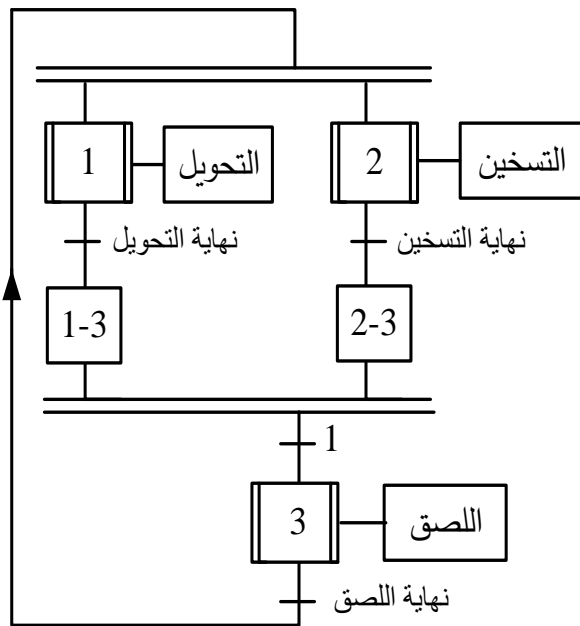 1
التحويل
2
التسخين
نهاية التحويل
نهاية التسخين
1-3
2-3
1
3
اللصق
نهاية اللصق